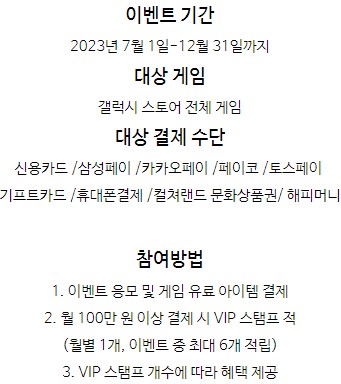 이벤트 기간
2023년 7월 1일-12월 31일까지
대상 게임
갤럭시 스토어 전체 게임
대상 결제 수단
신용카드 /삼성페이 /카카오페이 /페이코 /토스페이
기프트카드 /휴대폰결제 /컬쳐랜드 문화상품권/ 해피머니
참여방법
1. 이벤트 응모 및 게임 유료 아이템 결제
2. 월 100만 원 이상 결제 시 VIP 스탬프 적
(월별 1개, 이벤트 중 최대 6개 적립)
3. VIP 스탬프 개수에 따라 혜택 제공